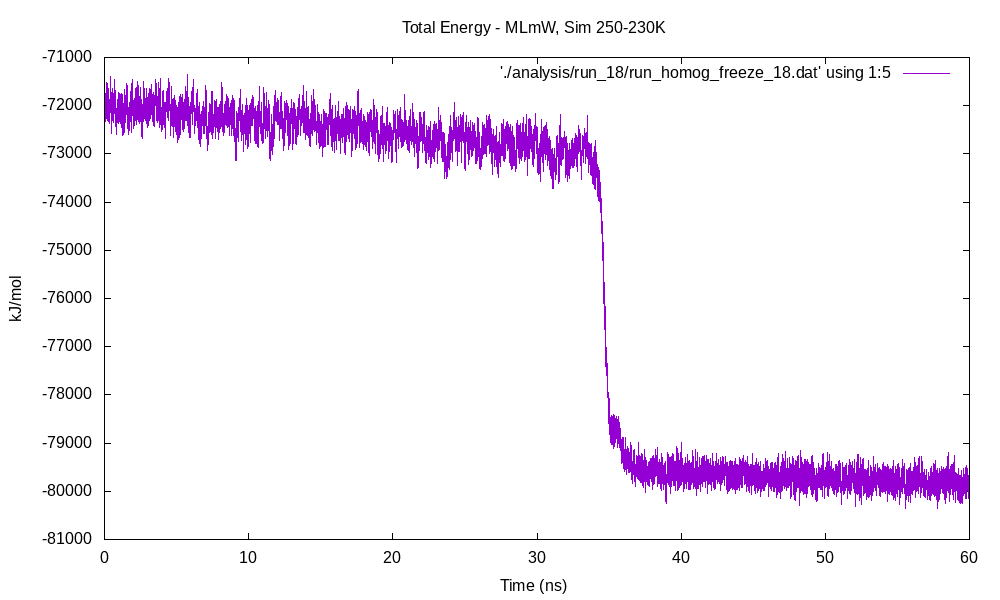 Total Energy - MLmW, Sim 250-230K
'./analysis/run_18/run_homog_freeze_18.dat' using 1:5
-71000
-72000
-73000
-74000
-75000
-76000
-77000
-78000
-79000
-80000
-81000
kJ/mol
0 10 20 30 40 50 60
Time (ns)